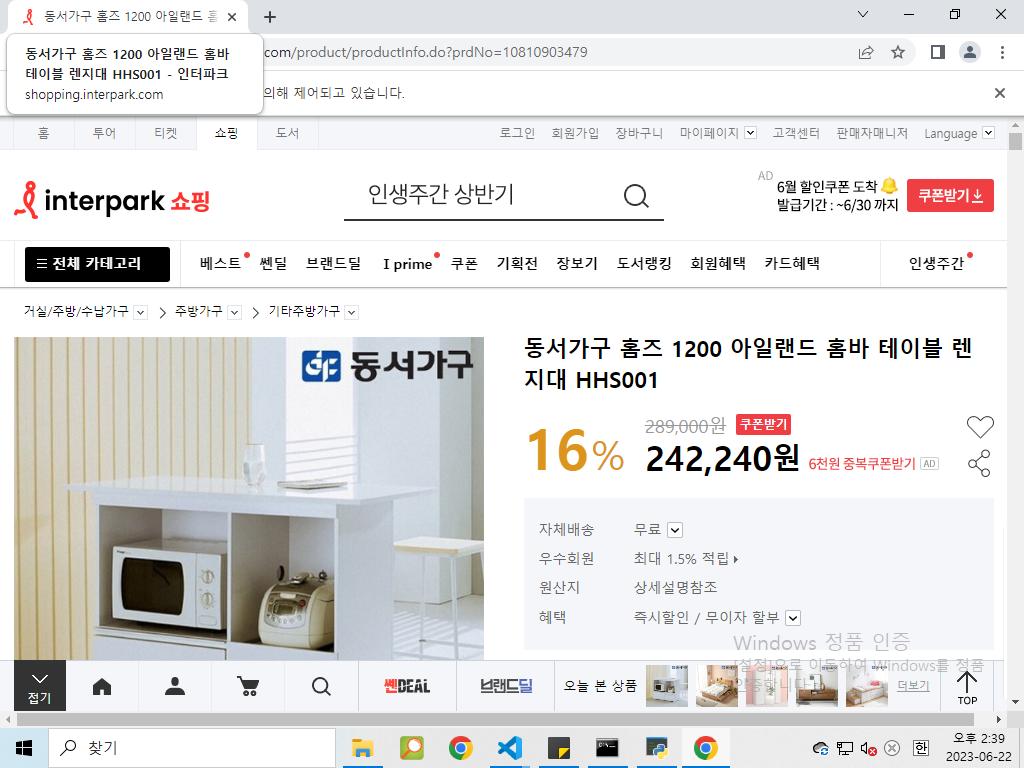 동서가구 홈즈 1200 아일랜드 홈
동서가구 홈즈 1200 아일랜드 홈바
테이블 렌지대 HHS001 - 인터파크
shopping.interpark.com
com/product/productInfo.do?prdNo=10810903479
의해 제어되고 있습니다.
홈 투어 티켓 쇼핑 도서 로그인 회원가입 장바구니 마이페이지 고객센터 판매자매니저 Language
interpark 쇼핑
인생주간 상반기
AD
6월 할인쿠폰 도착
발급기간 : ~6/30 까지
쿠폰받기
전체 카테고리 베스트 쎈딜 브랜드딜 I prime 쿠폰 기획전 장보기 도서랭킹 회원혜택 카드혜택 인생주간
거실/주방/수납가구 주방가구 기타주방가구
동서가구
동서가구 홈즈 1200 아일랜드 홈바 테이블 렌
지대 HHS001
16%
289,000원 쿠폰받기
242,240원 6천원 중복쿠폰받기 AD
자체배송 무료
우수회원 최대 1.5% 적립
원산지 상세설명참조
혜택 즉시할인 / 무이자 할부
Windows 정품 인증
[설정]으로 이동하여 Windows를 정품
인증합니다.
접기
쎈DEAL
브랜드딜
오늘 본 상품
더보기
TOP
찾기
한
오후 2:39
2023-06-22